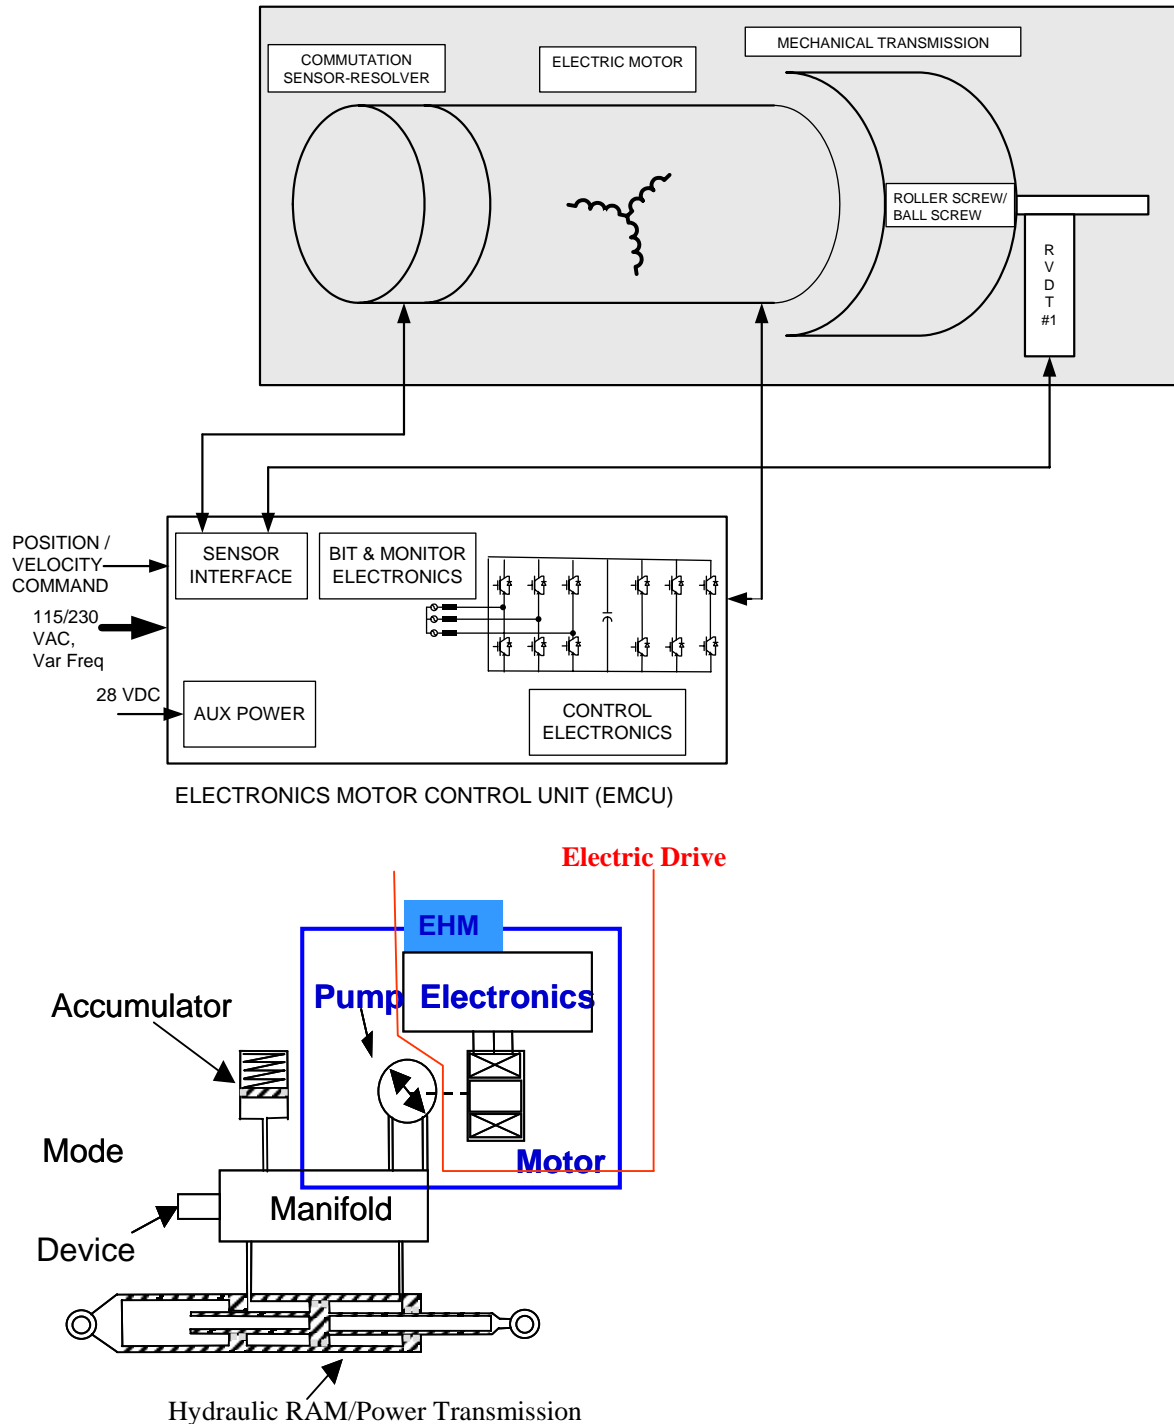 COMMUTATION
SENSOR-RESOLVER
ELECTRIC MOTOR
MECHANICAL TRANSMISSION
ROLLER SCREW/
BALL SCREW
R
V
D
T
#1
POSITION /
VELOCITY
COMMAND
115/230
VAC,
Var Freq
28 VDC
SENSOR
INTERFACE
BIT & MONITOR
ELECTRONICS
AUX POWER
CONTROL
ELECTRONICS
ELECTRONICS MOTOR CONTROL UNIT (EMCU)
Electric Drive
EHM
Pump
Electronics
Accumulator
Mode
Motor
Manifold
Device
Hydraulic RAM/Power Transmission